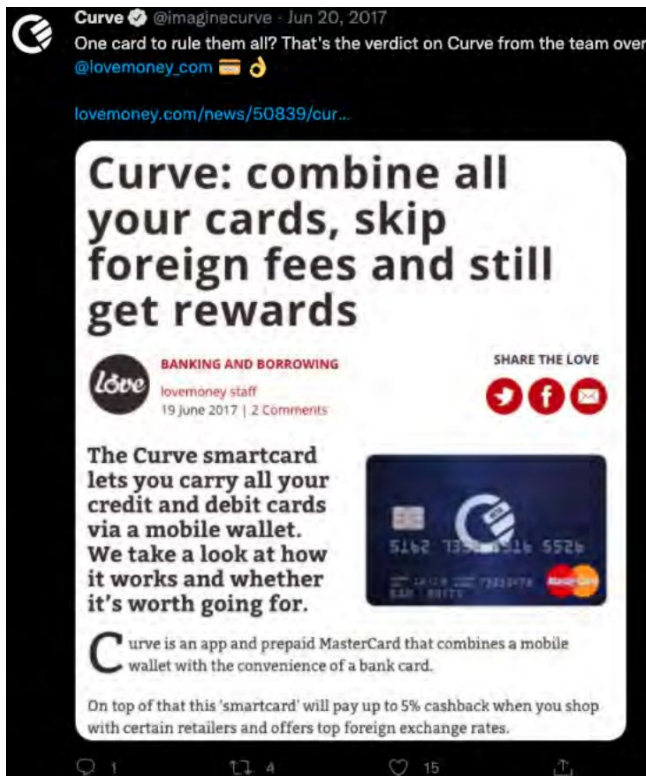 Curve @imaginecurve · Jun 20, 2017
One card to rule them all? That's the verdict on Curve from the team over
@lovemoney_com
lovemoney.com/news/50839/cur...
Curve: combine all
your cards, skip
foreign fees and still
get rewards
love
BANKING AND BORROWING
lovemoney staff
19 June 2017 | 2 Comments
SHARE THE LOVE
The Curve smartcard
lets you carry all your
credit and debit cards
via a mobile wallet.
We take a look at how
it works and whether
it's worth going for.
MasterCard
Curve is an app and prepaid MasterCard that combines a mobile
wallet with the convenience of a bank card.
On top of that this 'smartcard' will pay up to 5% cashback when you shop
with certain retailers and offers top foreign exchange rates.
1 4 15